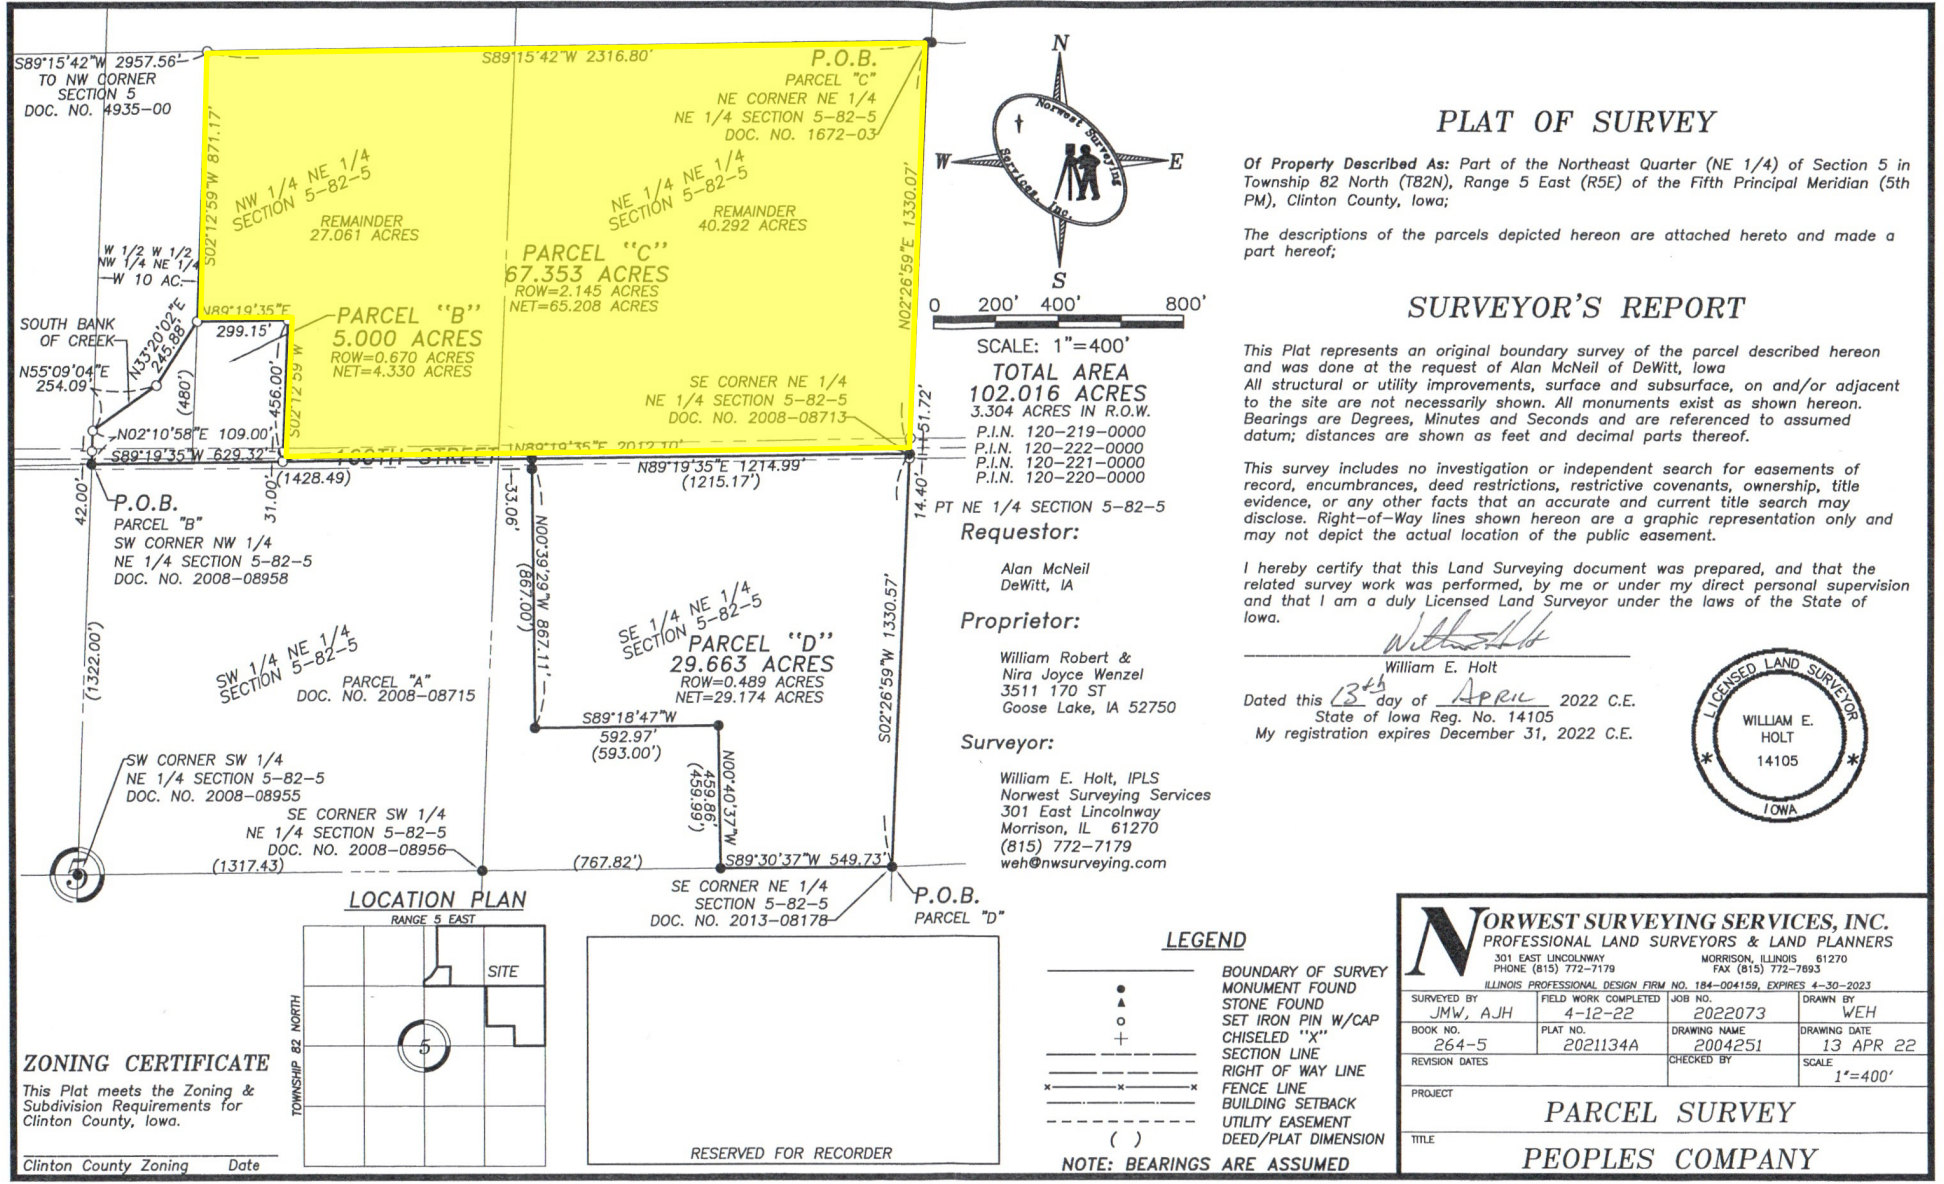 S89°15'42"W 2957.56'
TO NW CORNER
SECTION 5
DOC. NO. 4935-00
S89°15'42"W 2316.80'
P.O.B.
PARCEL "C"
NE CORNER NE 1/4
NE 1/4 SECTION 5-82-5
DOC. NO. 1672-03
S02°12'59"W 871.17'
NW 1/4 NE 1/4
SECTION 5-82-5
REMAINDER
27.061 ACRES
NE 1/4 NE 1/4
SECTION 5-82-5
REMAINDER
40.292 ACRES
N02°26'59"E 1330.07'
PARCEL "C"
67.353 ACRES
ROW=2.145 ACRES
NET=65.208 ACRES
W 1/2 W 1/2
NW 1/4 NE 1/4
W 10 AC.
SOUTH BANK
OF CREEK
N33°20'02"E
245.88'
(480')
N55°09'04"E
254.09'
N89°19'35"E
299.15'
456.00'
S02°12'59"W
PARCEL "B"
5.000 ACRES
ROW=0.670 ACRES
NET=4.330 ACRES
SE CORNER NE 1/4
NE 1/4 SECTION 5-82-5
DOC. NO. 2008-08713
51.72'
N02°10'58"E 109.00'
S89°19'35"W 629.32'
N89°19'35"E 2012.10'
160TH STREET
N89°19'35"E 1214.99'
(1215.17')
(1428.49)
42.00'
31.00'
33.06'
14.40'
P.O.B.
PARCEL "B"
SW CORNER NW 1/4
NE 1/4 SECTION 5-82-5
DOC. NO. 2008-08958
N00°39'29"W 867.11'
(867.00')
SE 1/4 NE 1/4
SECTION 5-82-5
PARCEL "D"
29.663 ACRES
ROW=0.489 ACRES
NET=29.174 ACRES
S02°26'59"W 1330.57'
(1322.00')
SW 1/4 NE 1/4
SECTION 5-82-5
PARCEL "A"
DOC. NO. 2008-08715
S89°18'47"W
592.97'
(593.00')
N00°40'37"W
459.86'
(459.99')
SW CORNER SW 1/4
NE 1/4 SECTION 5-82-5
DOC. NO. 2008-08955
SE CORNER SW 1/4
NE 1/4 SECTION 5-82-5
DOC. NO. 2008-08956
5
(1317.43)
(767.82')
S89°30'37"W 549.73'
SE CORNER NE 1/4
SECTION 5-82-5
DOC. NO. 2013-08178
P.O.B.
PARCEL "D"
N
W
E
S
Norwest Surveying
Services, Inc.
0 200' 400' 800'
SCALE: 1"=400'
TOTAL AREA
102.016 ACRES
3.304 ACRES IN R.O.W.
P.I.N. 120-219-0000
P.I.N. 120-222-0000
P.I.N. 120-221-0000
P.I.N. 120-220-0000
PT NE 1/4 SECTION 5-82-5
Requestor:
Alan McNeil
DeWitt, IA
Proprietor:
William Robert &
Nira Joyce Wenzel
3511 170 ST
Goose Lake, IA 52750
Surveyor:
William E. Holt, IPLS
Norwest Surveying Services
301 East Lincolnway
Morrison, IL 61270
(815) 772-7179
weh@nwsurveying.com
PLAT OF SURVEY
Of Property Described As: Part of the Northeast Quarter (NE 1/4) of Section 5 in
Township 82 North (T82N), Range 5 East (R5E) of the Fifth Principal Meridian (5th
PM), Clinton County, Iowa;
The descriptions of the parcels depicted hereon are attached hereto and made a
part hereof;
SURVEYOR'S REPORT
This Plat represents an original boundary survey of the parcel described hereon
and was done at the request of Alan McNeil of DeWitt, Iowa
All structural or utility improvements, surface and subsurface, on and/or adjacent
to the site are not necessarily shown. All monuments exist as shown hereon.
Bearings are Degrees, Minutes and Seconds and are referenced to assumed
datum; distances are shown as feet and decimal parts thereof.
This survey includes no investigation or independent search for easements of
record, encumbrances, deed restrictions, restrictive covenants, ownership, title
evidence, or any other facts that an accurate and current title search may
disclose. Right-of-Way lines shown hereon are a graphic representation only and
may not depict the actual location of the public easement.
I hereby certify that this Land Surveying document was prepared, and that the
related survey work was performed, by me or under my direct personal supervision
and that I am a duly Licensed Land Surveyor under the laws of the State of
Iowa.
William E. Holt
Dated this 13th day of APRIL 2022 C.E.
State of Iowa Reg. No. 14105
My registration expires December 31, 2022 C.E.
LICENSED LAND SURVEYOR
WILLIAM E.
HOLT
14105
* *
IOWA
LOCATION PLAN
RANGE 5 EAST
TOWNSHIP 82 NORTH
SITE
5
ZONING CERTIFICATE
This Plat meets the Zoning &
Subdivision Requirements for
Clinton County, Iowa.
Clinton County Zoning Date
RESERVED FOR RECORDER
LEGEND
BOUNDARY OF SURVEY
MONUMENT FOUND
STONE FOUND
SET IRON PIN W/CAP
CHISELED "X"
SECTION LINE
RIGHT OF WAY LINE
FENCE LINE
BUILDING SETBACK
UTILITY EASEMENT
( ) DEED/PLAT DIMENSION
NOTE: BEARINGS ARE ASSUMED
NORWEST SURVEYING SERVICES, INC.
PROFESSIONAL LAND SURVEYORS & LAND PLANNERS
301 EAST LINCOLNWAY MORRISON, ILLINOIS 61270
PHONE (815) 772-7179 FAX (815) 772-7693
ILLINOIS PROFESSIONAL DESIGN FIRM NO. 184-004159, EXPIRES 4-30-2023
SURVEYED BY FIELD WORK COMPLETED JOB NO. DRAWN BY
JMW, AJH 4-12-22 2022073 WEH
BOOK NO. PLAT NO. DRAWING NAME DRAWING DATE
264-5 2021134A 2004251 13 APR 22
REVISION DATES CHECKED BY SCALE
1"=400'
PROJECT
PARCEL SURVEY
TITLE
PEOPLES COMPANY